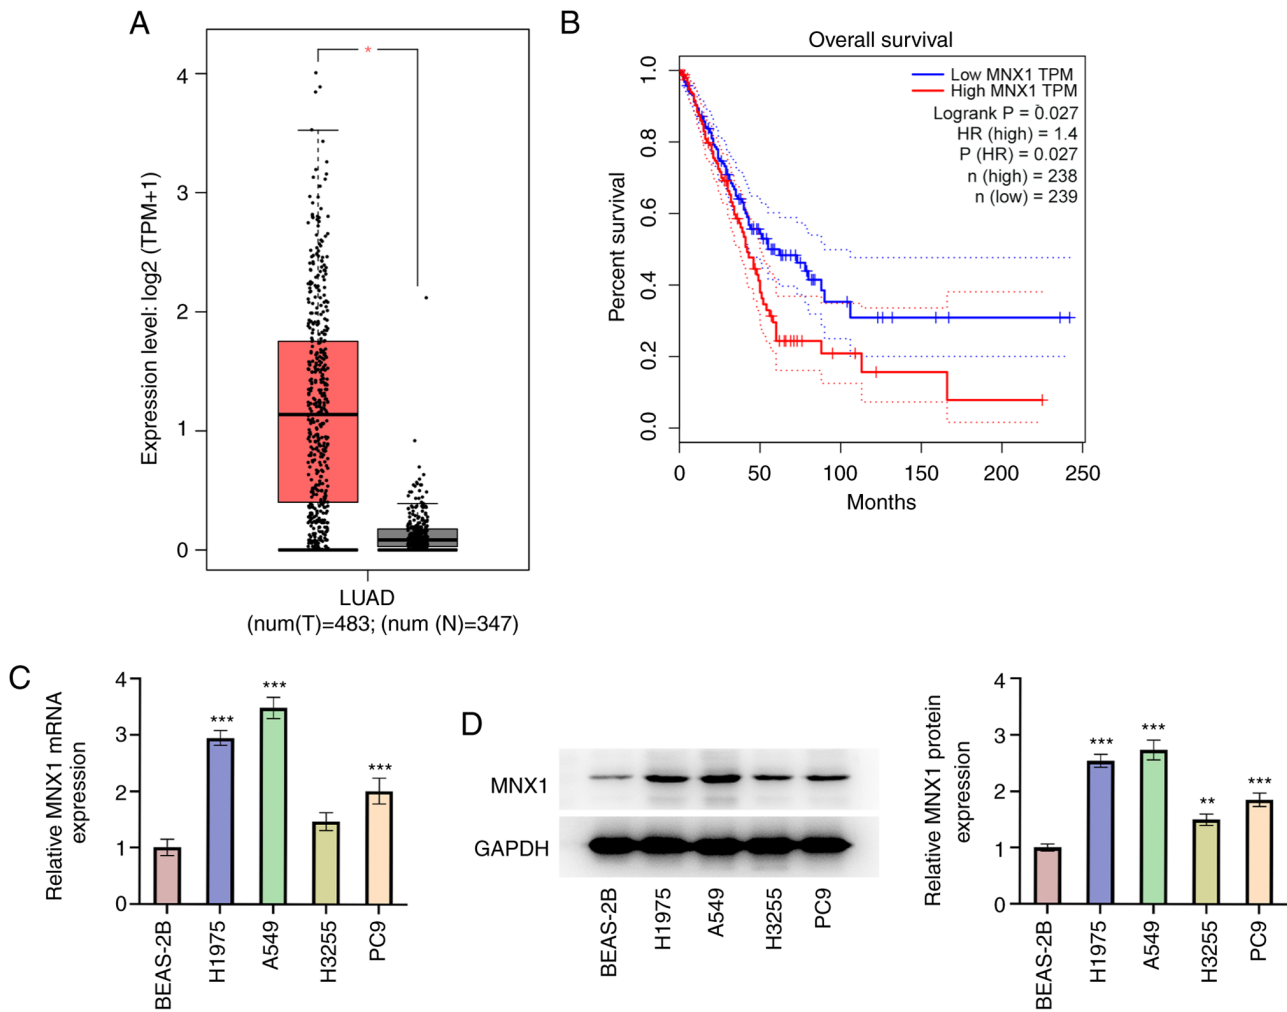 A
Expression level: log2 (TPM+1)
4
3
2
1
0
*
LUAD
(num(T)=483; (num (N)=347)
B
Overall survival
Percent survival
1.0
0.8
0.6
0.4
0.2
0.0
Low MNX1 TPM
High MNX1 TPM
Logrank P = 0.027
HR (high) = 1.4
P (HR) = 0.027
n (high) = 238
n (low) = 239
0 50 100 150 200 250
Months
C
Relative MNX1 mRNA
expression
4
3
2
1
0
***
***
***
BEAS-2B
H1975
A549
H3255
PC9
D
MNX1
GAPDH
BEAS-2B
H1975
A549
H3255
PC9
Relative MNX1 protein
expression
4
3
2
1
0
***
***
**
***
BEAS-2B
H1975
A549
H3255
PC9